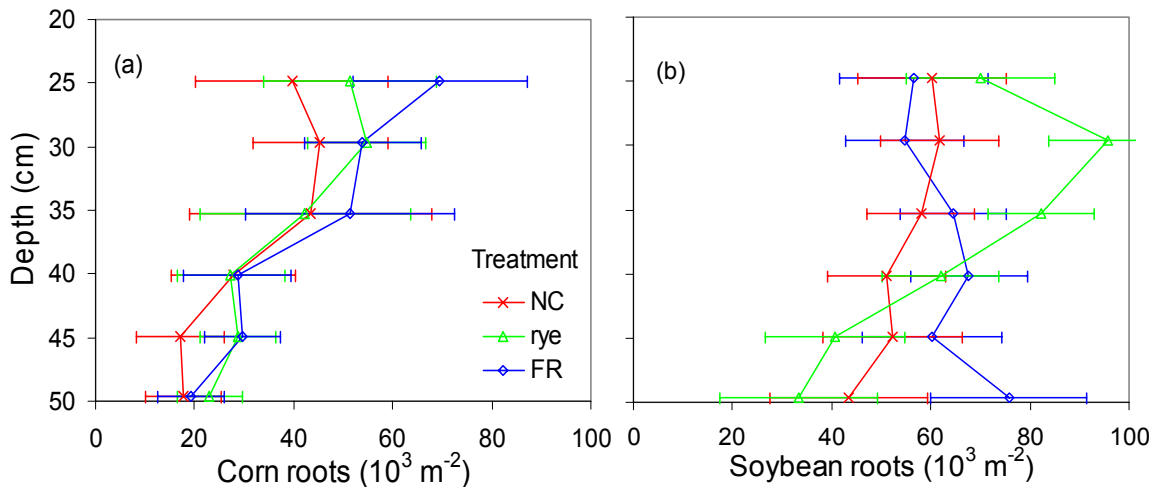 20
(a)
(b)
25
30
35
40
45
50
Depth (cm)
Treatment
NC
rye
FR
0 20 40 60 80 100
0 20 40 60 80 100
Corn roots (10³ m⁻²)
Soybean roots (10³ m⁻²)